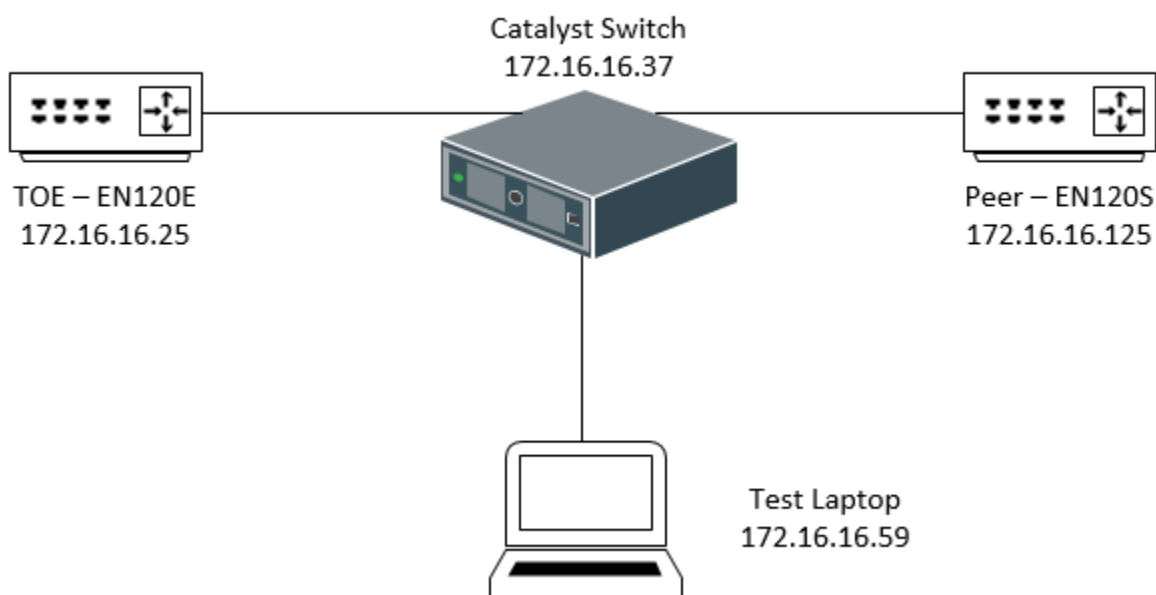 Catalyst Switch
172.16.16.37
TOE – EN120E
172.16.16.25
Peer – EN120S
172.16.16.125
Test Laptop
172.16.16.59